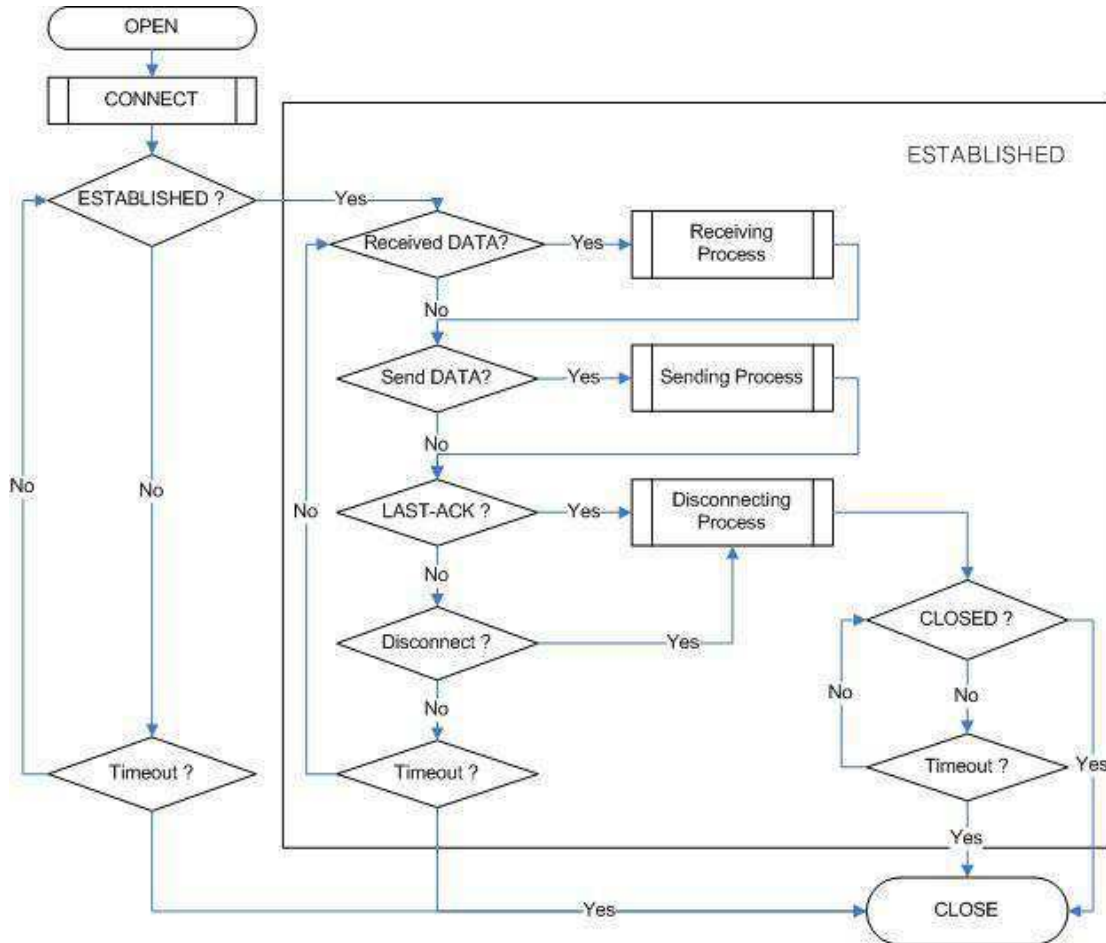 OPEN
CONNECT
ESTABLISHED
ESTABLISHED ?
Yes
Received DATA?
Yes
Receiving
Process
No
Send DATA?
Yes
Sending Process
No
No
No
No
LAST-ACK ?
Yes
Disconnecting
Process
No
CLOSED ?
Disconnect ?
Yes
No
No
No
Timeout ?
Timeout ?
Timeout ?
Yes
Yes
Yes
CLOSE